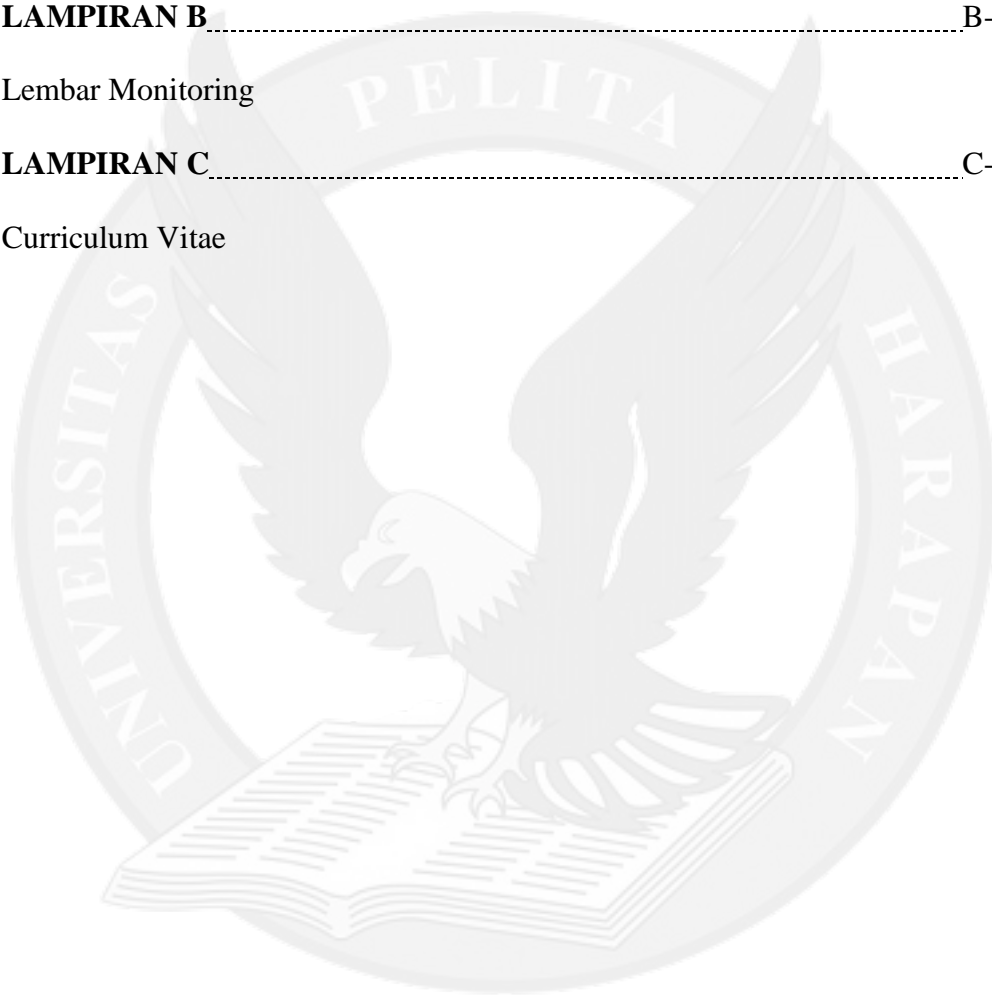 LAMPIRAN B B-
Lembar Monitoring
LAMPIRAN C C-
Curriculum Vitae
UNIVERSITAS PELITA HARAPAN